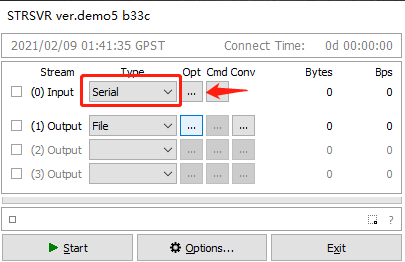 STRSVR ver.demo5 b33c
2021/02/09 01:41:35 GPST Connect Time: 0d 00:00:00
Stream Type Opt Cmd Conv Bytes Bps
(0) Input Serial ... 0 0
(1) Output File ... ... ... 0 0
(2) Output ... ... ... 0 0
(3) Output ... ... ... 0 0
?
Start Options... Exit